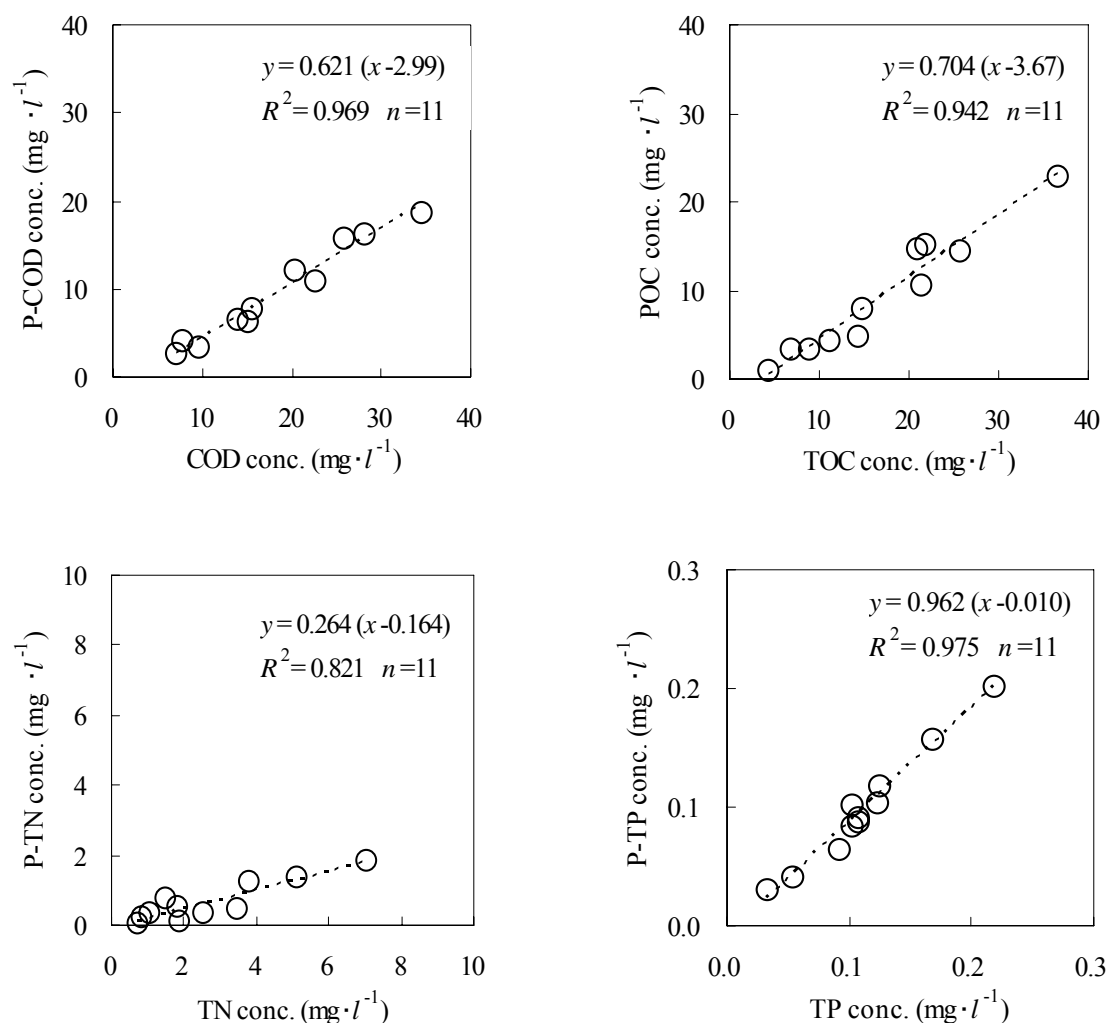 40
30
20
10
0
0 10 20 30 40
P-COD conc. (mg・l⁻¹)
COD conc. (mg・l⁻¹)
y = 0.621 (x -2.99)
R² = 0.969 n =11
40
30
20
10
0
0 10 20 30 40
POC conc. (mg・l⁻¹)
TOC conc. (mg・l⁻¹)
y = 0.704 (x -3.67)
R² = 0.942 n =11
10
8
6
4
2
0
0 2 4 6 8 10
P-TN conc. (mg・l⁻¹)
TN conc. (mg・l⁻¹)
y = 0.264 (x -0.164)
R² = 0.821 n =11
0.3
0.2
0.1
0.0
0.0 0.1 0.2 0.3
P-TP conc. (mg・l⁻¹)
TP conc. (mg・l⁻¹)
y = 0.962 (x -0.010)
R² = 0.975 n =11